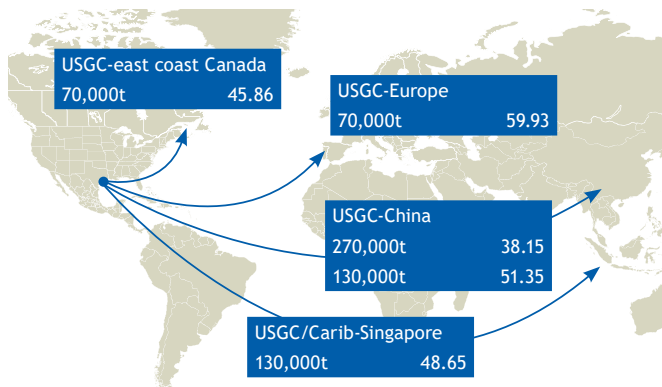 USGC-east coast Canada
70,000t 45.86
USGC-Europe
70,000t 59.93
USGC-China
270,000t 38.15
130,000t 51.35
USGC/Carib-Singapore
130,000t 48.65